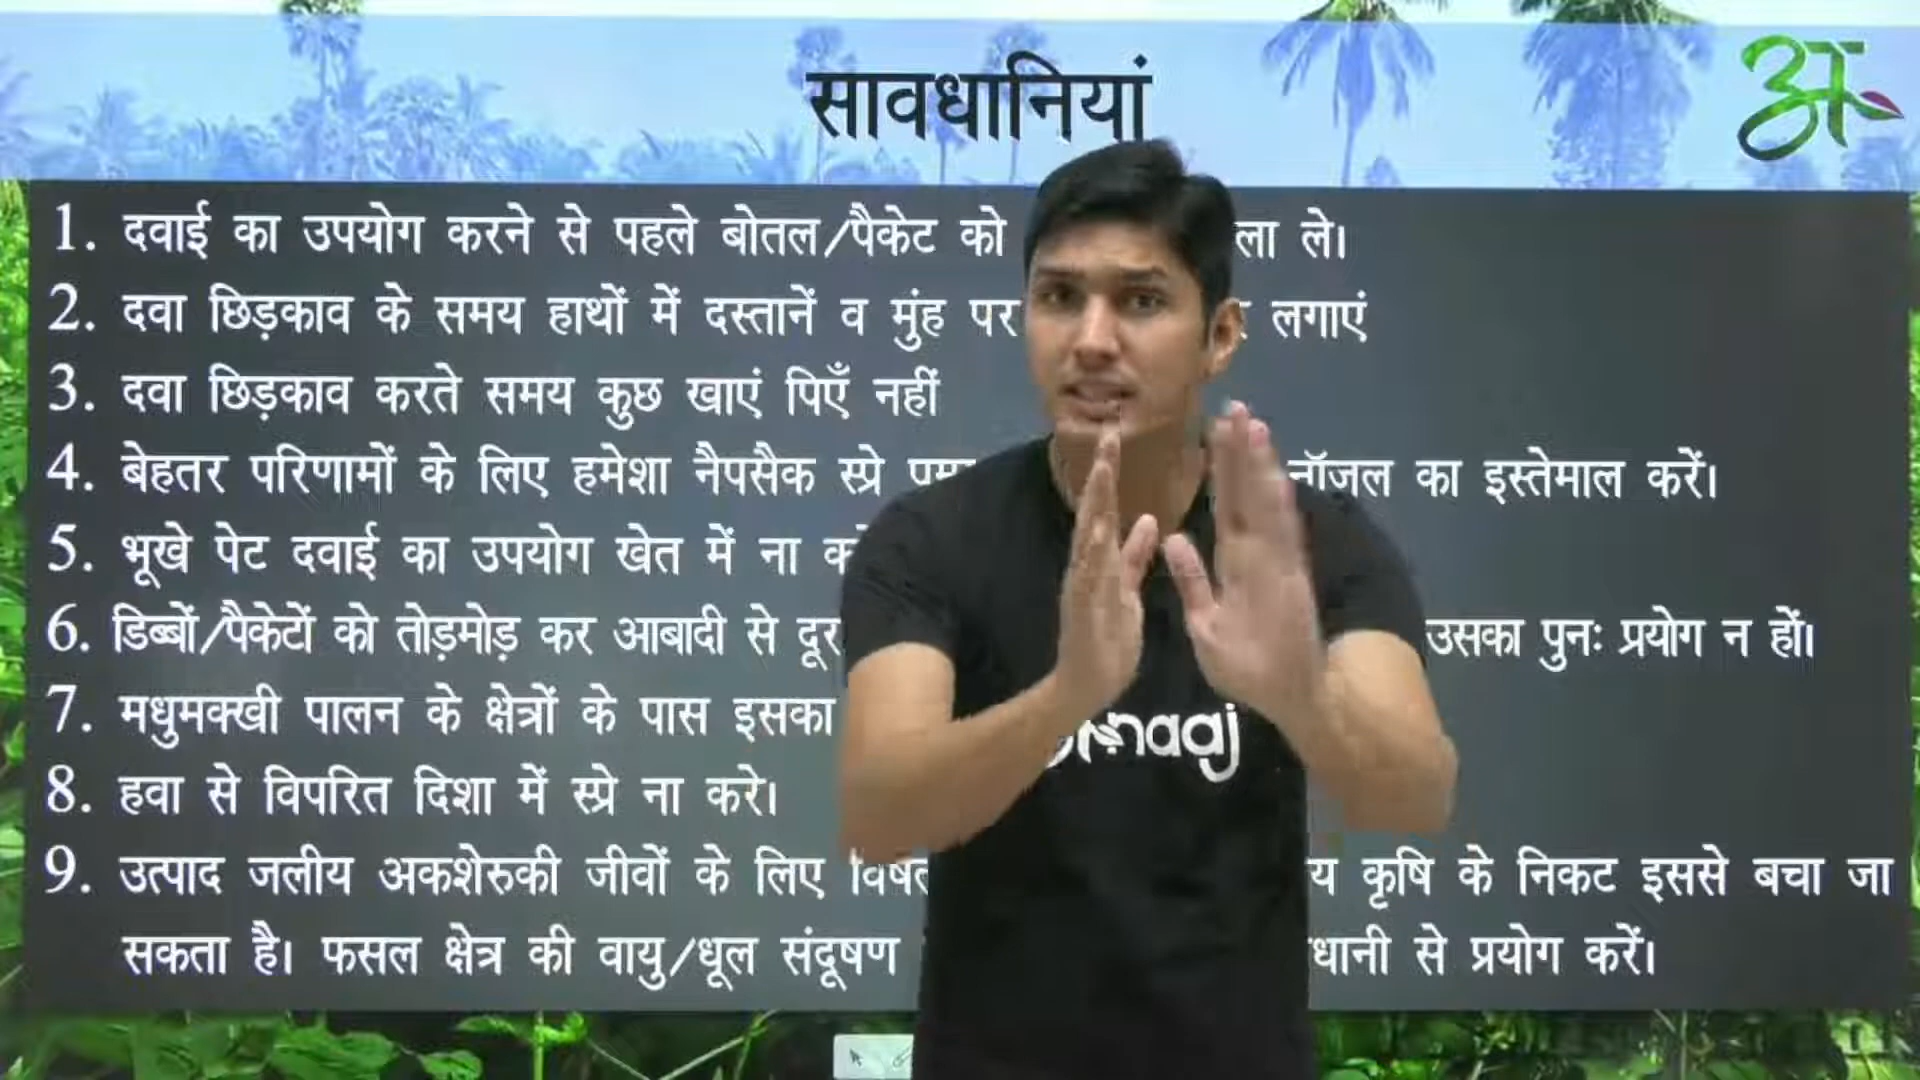 सावधानियां
1. दवाई का उपयोग करने से पहले बोतल/पैकेट को ले।
2. दवा छिड़काव के समय हाथों में दस्तानें व मुंह पर लगाएं
3. दवा छिड़काव करते समय कुछ खाएं पिएँ नहीं
4. बेहतर परिणामों के लिए हमेशा नैपसैक स्प्रे नॉजल का इस्तेमाल करें।
5. भूखे पेट दवाई का उपयोग खेत में ना
6. डिब्बों/पैकेटों को तोड़मोड़ कर आबादी से दूर उसका पुनः प्रयोग न हों।
7. मधुमक्खी पालन के क्षेत्रों के पास इसका
8. हवा से विपरित दिशा में स्प्रे ना करे।
9. उत्पाद जलीय अकशेरुकी जीवों के लिए कृषि के निकट इससे बचा जा
सकता है। फसल क्षेत्र की वायु/धूल संदूषण से प्रयोग करें।